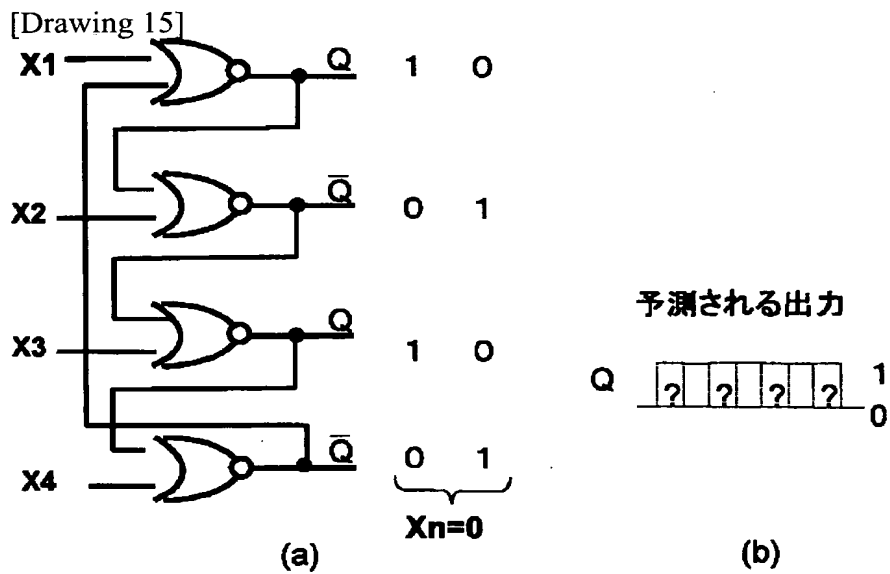 [Drawing 15]
X1 Q 1 0
X2 Q̅ 0 1
X3 Q 1 0
X4 Q̅ 0 1
Xn=0
(a)
予測される出力
Q ? ? ? ? 1
0
(b)